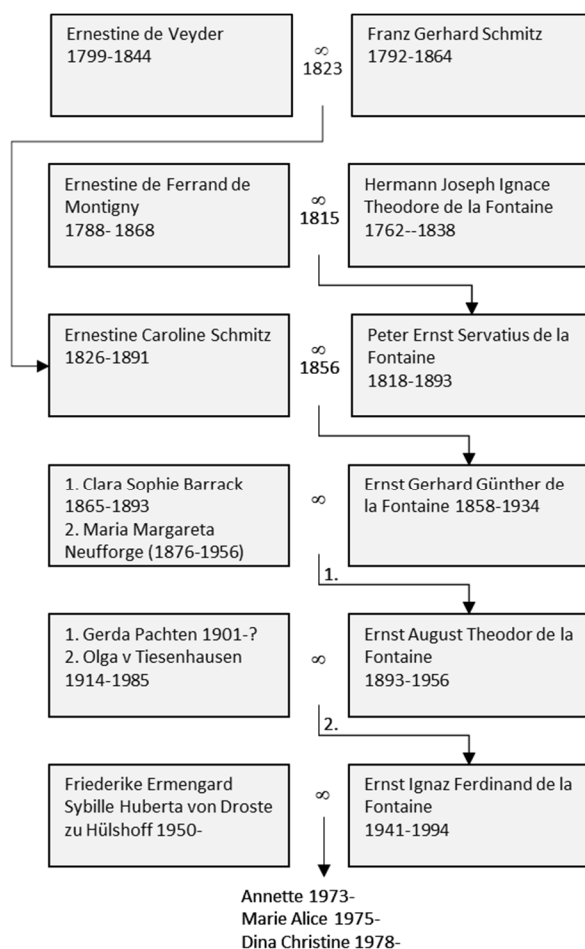 Ernestine de Veyder
1799-1844
∞
1823
Franz Gerhard Schmitz
1792-1864
Ernestine de Ferrand de
Montigny
1788- 1868
∞
1815
Hermann Joseph Ignace
Theodore de la Fontaine
1762--1838
Ernestine Caroline Schmitz
1826-1891
∞
1856
Peter Ernst Servatius de la
Fontaine
1818-1893
1. Clara Sophie Barrack
1865-1893
2. Maria Margareta
Neufforge (1876-1956)
∞
Ernst Gerhard Günther de
la Fontaine 1858-1934
1.
1. Gerda Pachten 1901-?
2. Olga v Tiesenhausen
1914-1985
∞
Ernst August Theodor de la
Fontaine
1893-1956
2.
Friederike Ermengard
Sybille Huberta von Droste
zu Hülshoff 1950-
∞
Ernst Ignaz Ferdinand de la
Fontaine
1941-1994
Annette 1973-
Marie Alice 1975-
Dina Christine 1978-